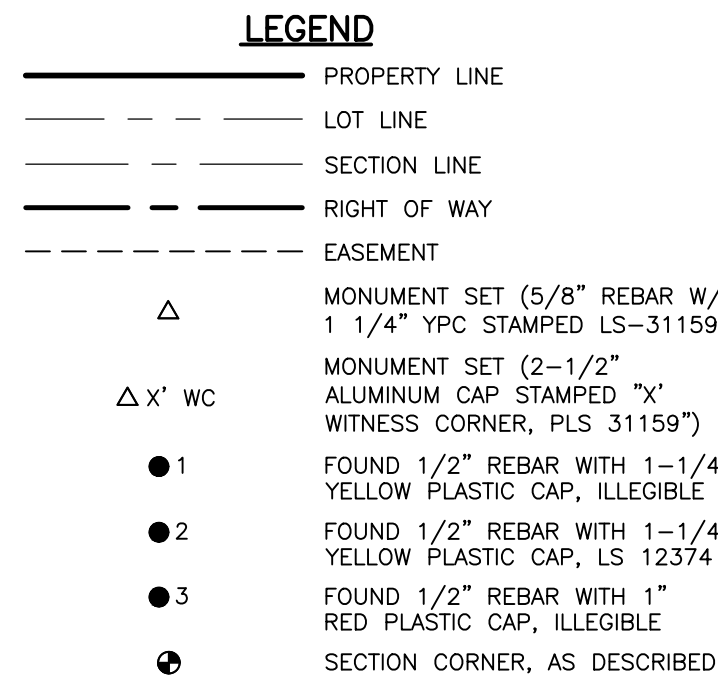 LEGEND
PROPERTY LINE
LOT LINE
SECTION LINE
RIGHT OF WAY
EASEMENT
MONUMENT SET (5/8" REBAR W/
1 1/4" YPC STAMPED LS-31159
MONUMENT SET (2-1/2"
△ X' WC ALUMINUM CAP STAMPED "X'
WITNESS CORNER, PLS 31159")
1 FOUND 1/2" REBAR WITH 1-1/4
YELLOW PLASTIC CAP, ILLEGIBLE
2 FOUND 1/2" REBAR WITH 1-1/4
YELLOW PLASTIC CAP, LS 12374
3 FOUND 1/2" REBAR WITH 1"
RED PLASTIC CAP, ILLEGIBLE
SECTION CORNER, AS DESCRIBED